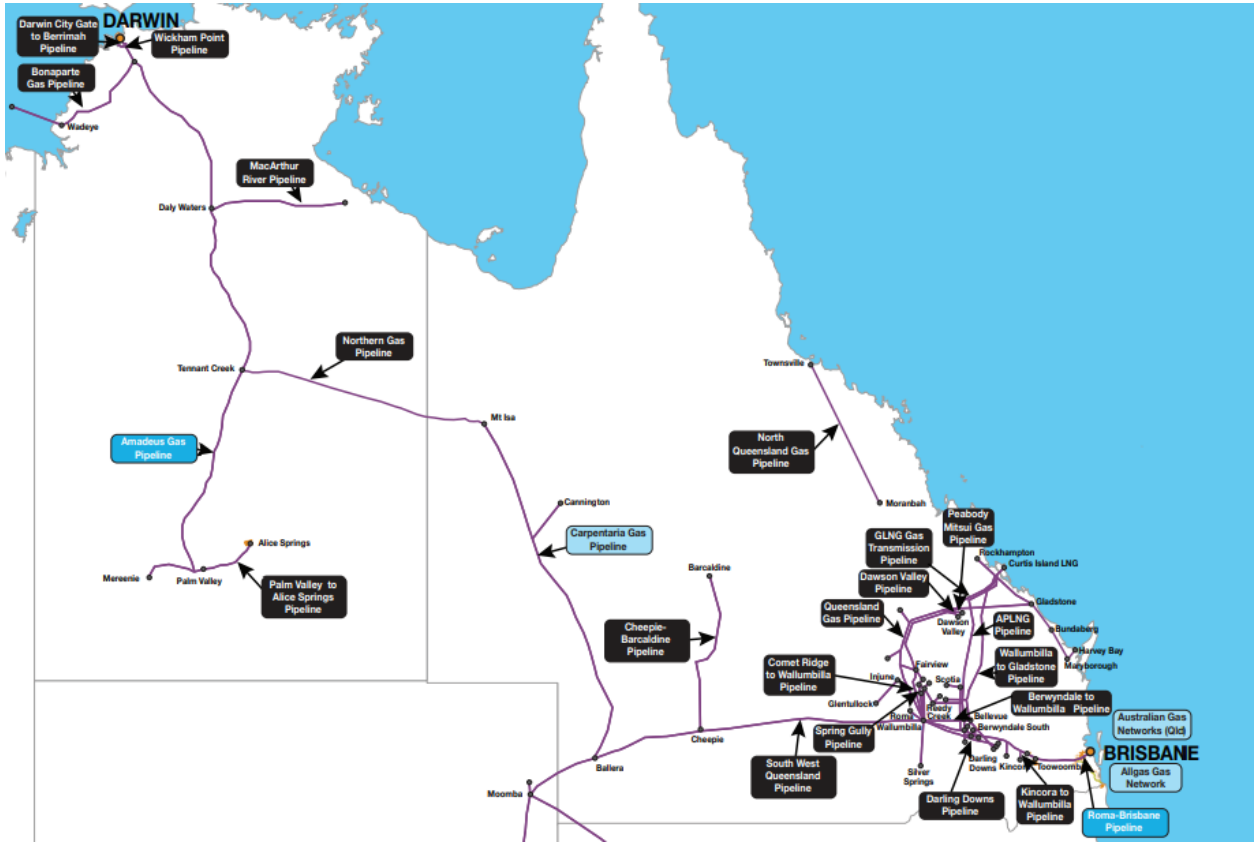 Darwin City Gate
to Berrimah
Pipeline
DARWIN
Wickham Point
Pipeline
Bonaparte
Gas Pipeline
Wadeye
MacArthur
River Pipeline
Daly Waters
Northern Gas
Pipeline
Tennant Creek
Townsville
Mt Isa
Amadeus Gas
Pipeline
North
Queensland Gas
Pipeline
Cannington
Moranbah
Carpentaria Gas
Pipeline
Peabody
Mitsui Gas
Pipeline
GLNG Gas
Transmission
Pipeline
Alice Springs
Rockhampton
Curtis Island LNG
Mereenie
Palm Valley
Palm Valley to
Alice Springs
Pipeline
Barcaldine
Dawson Valley
Pipeline
Queensland
Gas Pipeline
Gladstone
Dawson
Valley
APLNG
Pipeline
Bundaberg
Cheepie-
Barcaldine
Pipeline
Harvey Bay
Maryborough
Wallumbilla
to Gladstone
Pipeline
Comet Ridge
to Wallumbilla
Pipeline
Fairview
Injune
Scotia
Glentullock
Berwyndale to
Wallumbilla Pipeline
Reedy
Creek
Roma
Wallumbilla
Bellevue
Berwyndale South
Australian Gas
Networks (Qld)
Cheepie
Spring Gully
Pipeline
BRISBANE
South West
Queensland
Pipeline
Ballera
Silver
Springs
Darling
Downs
Kincora
Toowoomba
Allgas Gas
Network
Moomba
Darling Downs
Pipeline
Kincora to
Wallumbilla
Pipeline
Roma-Brisbane
Pipeline